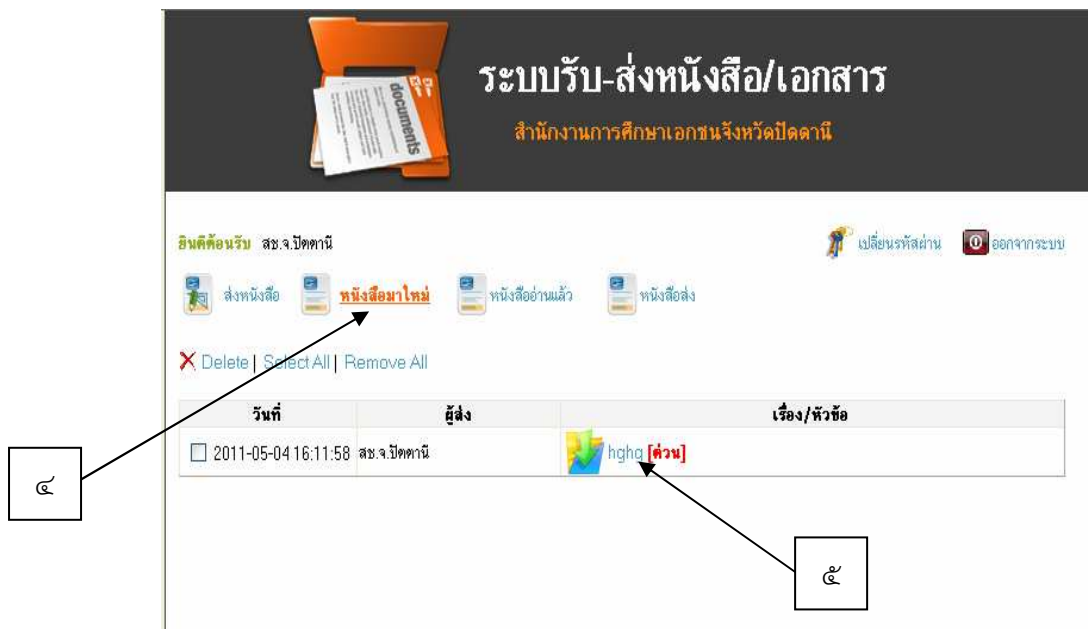 documents
ระบบรับ-ส่งหนังสือ/เอกสาร
สำนักงานการศึกษาเอกชนจังหวัดปัตตานี
ยินดีต้อนรับ สช.จ.ปัตตานี
เปลี่ยนรหัสผ่าน ออกจากระบบ
ส่งหนังสือ หนังสือมาใหม่ หนังสืออ่านแล้ว หนังสือส่ง
Delete | Select All | Remove All
วันที่ ผู้ส่ง เรื่อง/หัวข้อ
2011-05-04 16:11:58 สช.จ.ปัตตานี hghg [ด่วน]
๔
๕